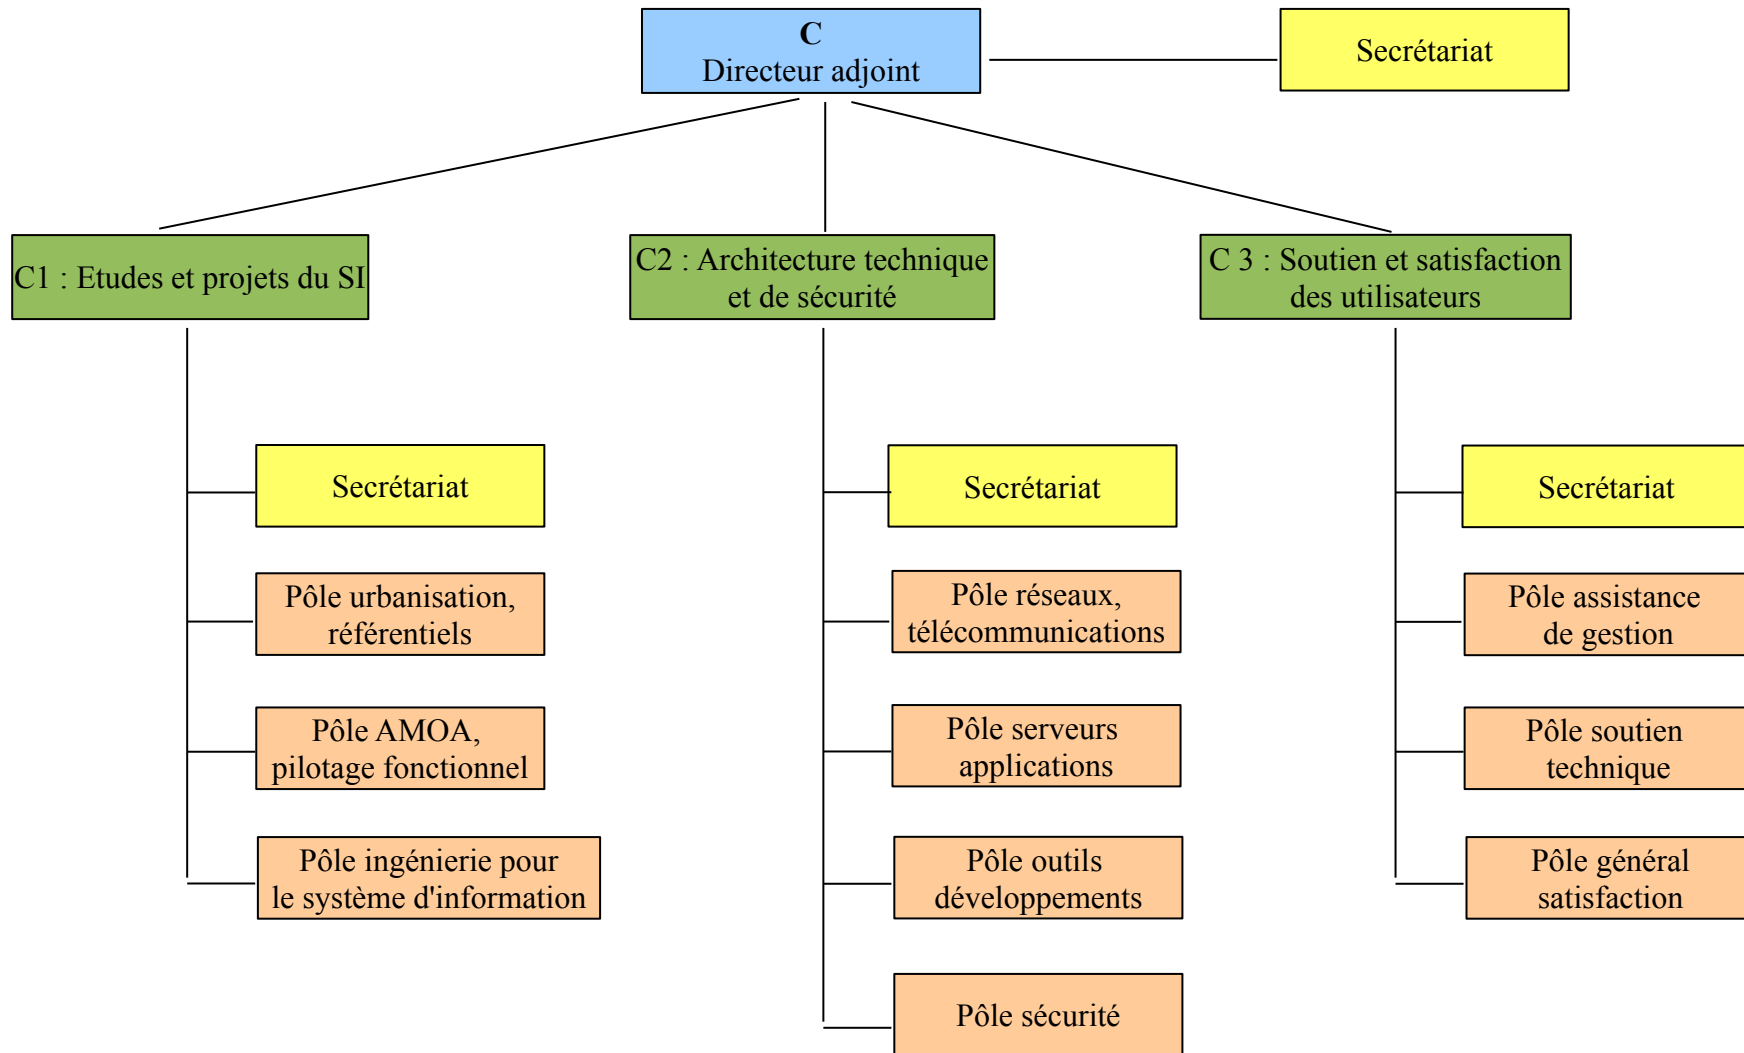 C
Directeur adjoint
Secrétariat
C1 : Etudes et projets du SI
C2 : Architecture technique
et de sécurité
C 3 : Soutien et satisfaction
des utilisateurs
Secrétariat
Pôle urbanisation,
référentiels
Pôle AMOA,
pilotage fonctionnel
Pôle ingénierie pour
le système d'information
Secrétariat
Pôle réseaux,
télécommunications
Pôle serveurs
applications
Pôle outils
développements
Pôle sécurité
Secrétariat
Pôle assistance
de gestion
Pôle soutien
technique
Pôle général
satisfaction